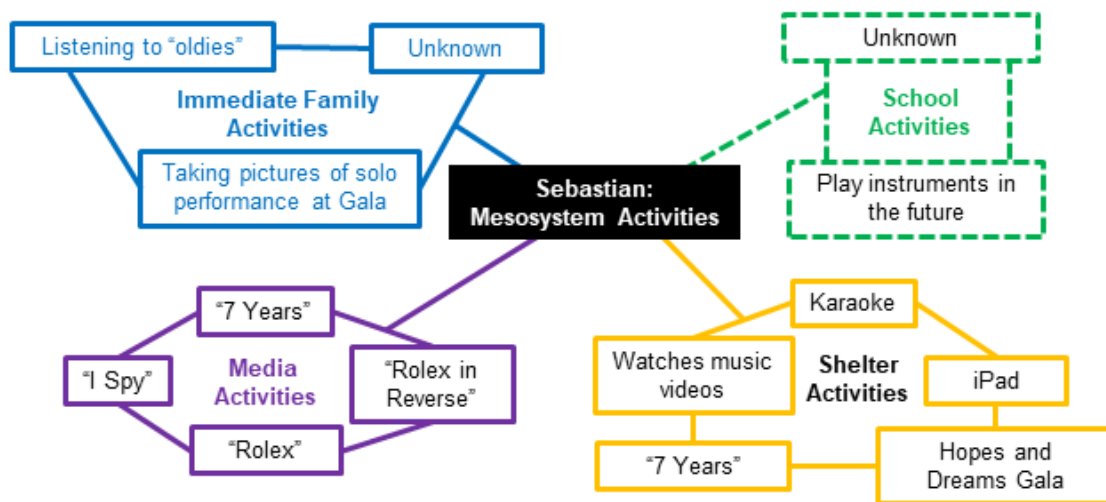 Listening to “oldies”
Unknown
Immediate Family
Activities
Taking pictures of solo
performance at Gala
Unknown
School
Activities
Play instruments in
the future
Sebastian:
Mesosystem Activities
“7 Years”
“I Spy”
Media
Activities
“Rolex in
Reverse”
“Rolex”
Karaoke
Watches music
videos
Shelter
Activities
iPad
“7 Years”
Hopes and
Dreams Gala